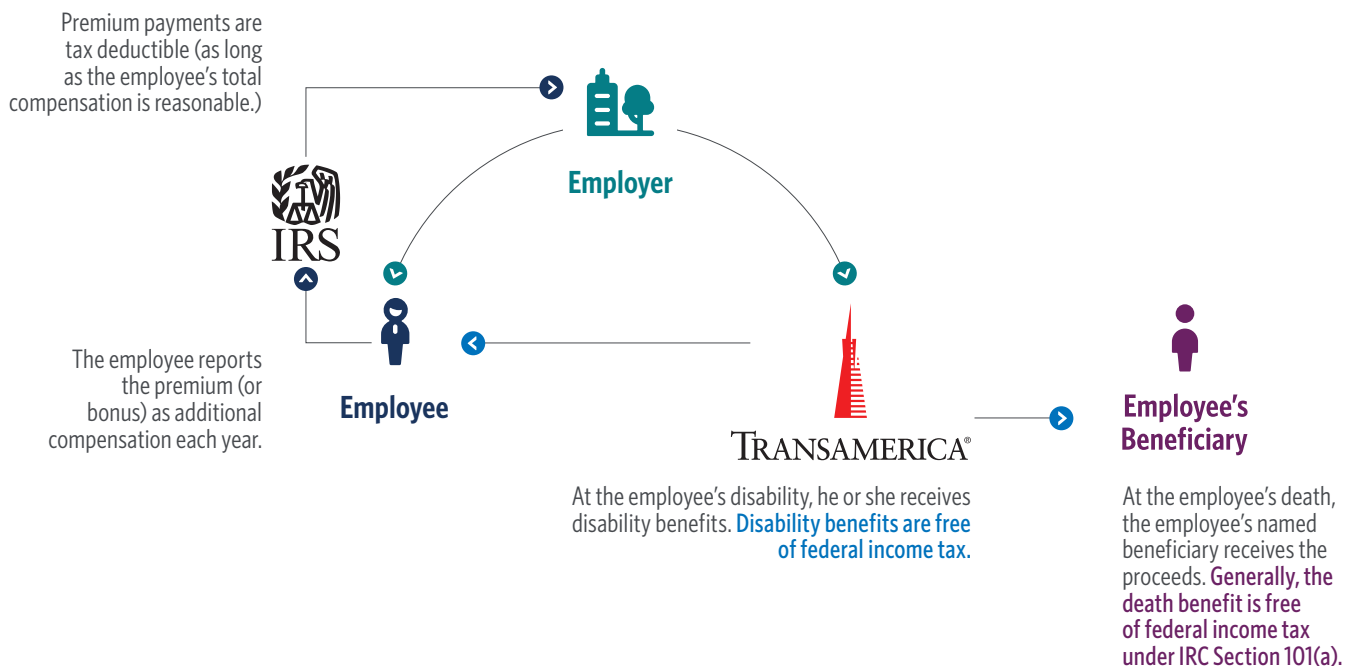 Premium payments are
tax deductible (as long
as the employee's total
compensation is reasonable.)
Employer
IRS
The employee reports
the premium (or
bonus) as additional
compensation each year.
Employee
TRANSAMERICA®
At the employee's disability, he or she receives
disability benefits. Disability benefits are free
of federal income tax.
Employee's
Beneficiary
At the employee's death,
the employee's named
beneficiary receives the
proceeds. Generally, the
death benefit is free
of federal income tax
under IRC Section 101(a).